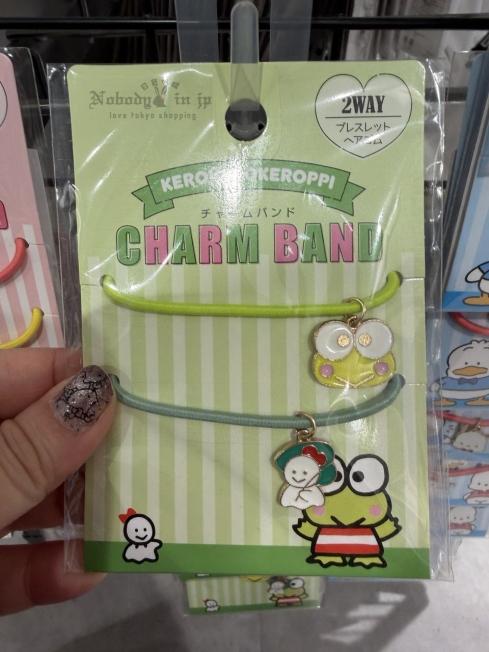 Nobody in jp
love tokyo shopping
2WAY
ブレスレット
ヘアゴム
KEROKEROKEROPPI
チャームバンド
CHARM BAND